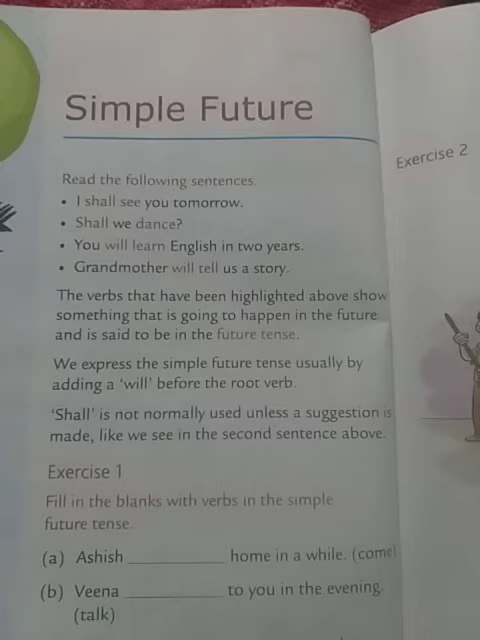 Simple Future
Exercise 2
Read the following sentences.
• I shall see you tomorrow.
• Shall we dance?
• You will learn English in two years.
• Grandmother will tell us a story.
The verbs that have been highlighted above show
something that is going to happen in the future
and is said to be in the future tense.
We express the simple future tense usually by
adding a ‘will’ before the root verb.
‘Shall’ is not normally used unless a suggestion is
made, like we see in the second sentence above.
Exercise 1
Fill in the blanks with verbs in the simple
future tense.
(a) Ashish __________ home in a while. (come)
(b) Veena __________ to you in the evening.
(talk)